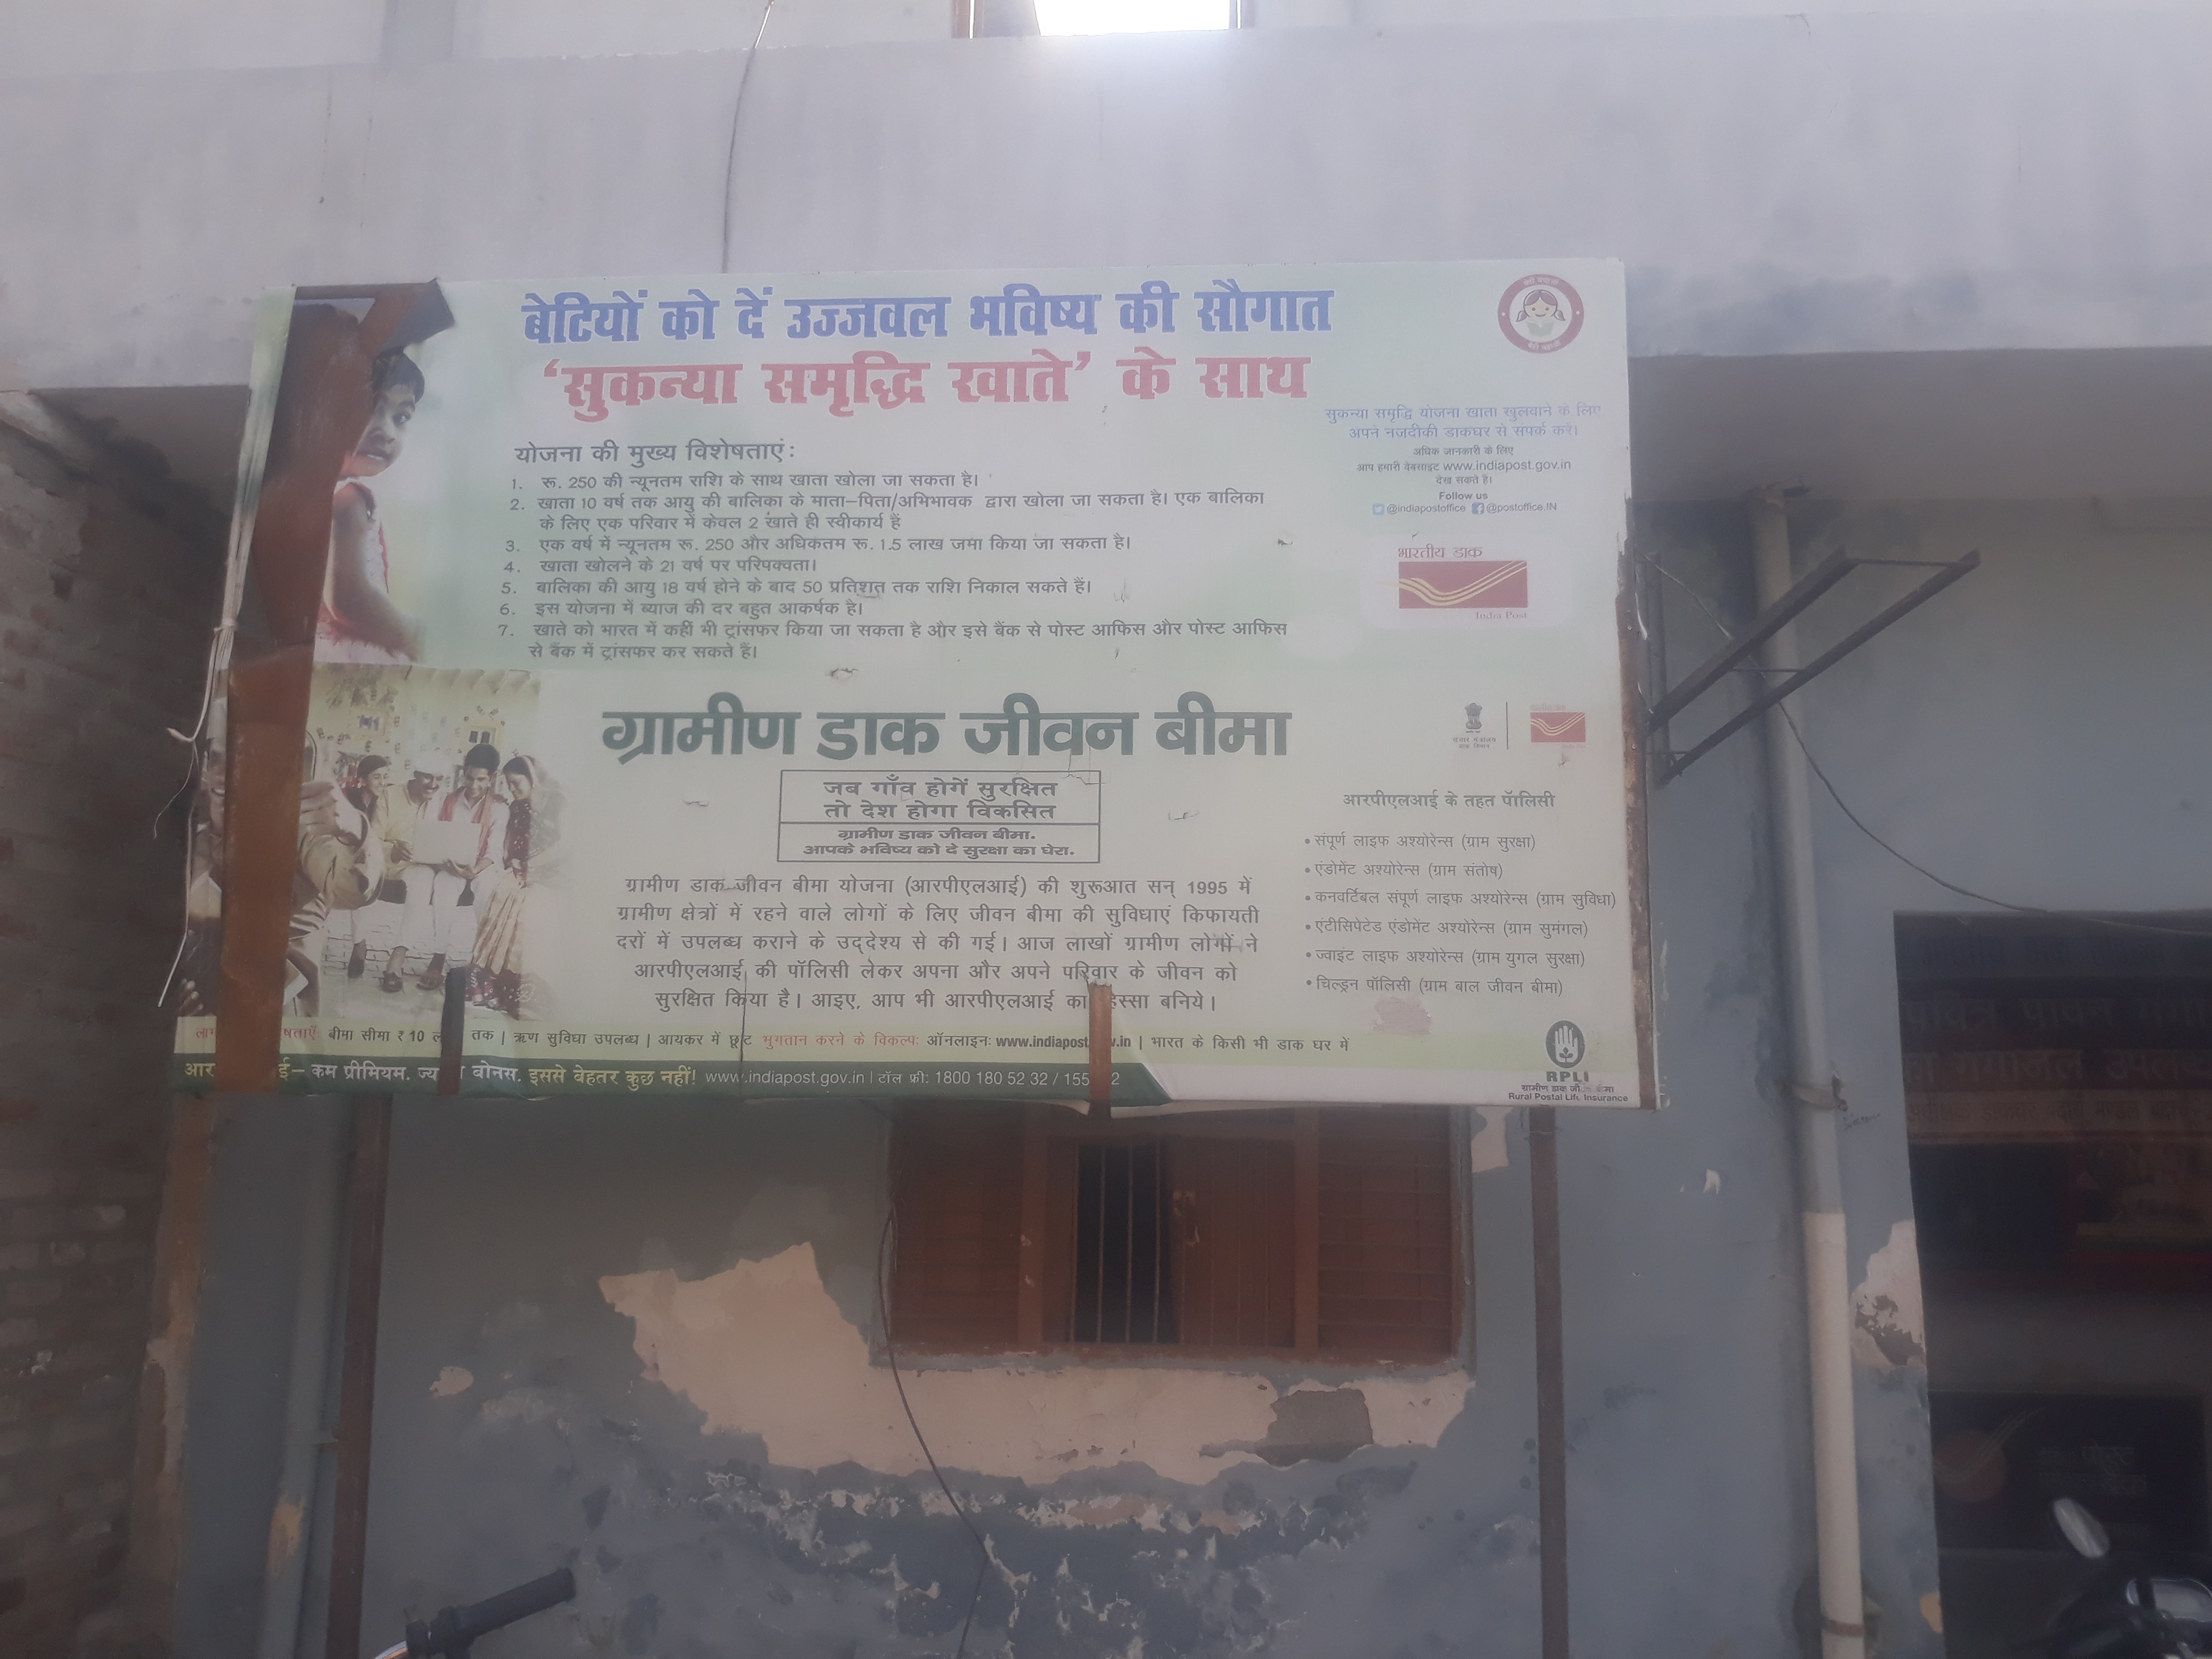 बेटियों को दें उज्जवल भविष्य की सौगात
‘सुकन्या समृद्धि खाते’ के साथ
योजना की मुख्य विशेषताएं:
1. रू. 250 की न्यूनतम राशि के साथ खाता खोला जा सकता है।
2. खाता 10 वर्ष तक आयु की बालिका के माता–पिता/अभिभावक द्वारा खोला जा सकता है। एक बालिका
के लिए एक परिवार में केवल 2 खाते ही स्वीकार्य हैं
3. एक वर्ष में न्यूनतम रू. 250 और अधिकतम रू. 1.5 लाख जमा किया जा सकता है।
4. खाता खोलने के 21 वर्ष पर परिपक्वता।
5. बालिका की आयु 18 वर्ष होने के बाद 50 प्रतिशत तक राशि निकाल सकते हैं।
6. इस योजना में ब्याज की दर बहुत आकर्षक है।
7. खाते को भारत में कहीं भी ट्रांसफर किया जा सकता है और इसे बैंक से पोस्ट आफिस और पोस्ट आफिस
से बैंक में ट्रांसफर कर सकते हैं।
सुकन्या समृद्धि योजना खाता खुलवाने के लिए
अपने नजदीकी डाकघर से संपर्क करे।
अधिक जानकारी के लिए
आप हमारी वेबसाइट www.indiapost.gov.in
देख सकते हैं।
Follow us
@indiapostoffice @postoffice.IN
भारतीय डाक
India Post
ग्रामीण डाक जीवन बीमा
जब गाँव होगें सुरक्षित
तो देश होगा विकसित
ग्रामीण डाक जीवन बीमा.
आपके भविष्य को दे सुरक्षा का घेरा.
ग्रामीण डाक जीवन बीमा योजना (आरपीएलआई) की शुरूआत सन् 1995 में
ग्रामीण क्षेत्रों में रहने वाले लोगों के लिए जीवन बीमा की सुविधाएं किफायती
दरों में उपलब्ध कराने के उद्देश्य से की गई। आज लाखों ग्रामीण लोगों ने
आरपीएलआई की पॉलिसी लेकर अपना और अपने परिवार के जीवन को
सुरक्षित किया है। आइए, आप भी आरपीएलआई का हिस्सा बनिये।
आरपीएलआई के तहत पॉलिसी
• संपूर्ण लाइफ अश्योरेन्स (ग्राम सुरक्षा)
• एंडोमेंट अश्योरेन्स (ग्राम संतोष)
• कनवर्टिबल संपूर्ण लाइफ अश्योरेन्स (ग्राम सुविधा)
• एंटीसिपेटेड एंडोमेंट अश्योरेन्स (ग्राम सुमंगल)
• ज्वाइंट लाइफ अश्योरेन्स (ग्राम युगल सुरक्षा)
• चिल्ड्रन पॉलिसी (ग्राम बाल जीवन बीमा)
बीमा सीमा ₹ 10 तक | ऋण सुविधा उपलब्ध | आयकर में छूट भुगतान करने के विकल्प: ऑनलाइन: www.indiapost.gov.in | भारत के किसी भी डाक घर में
– कम प्रीमियम. बोनस. इससे बेहतर कुछ नहीं! www.indiapost.gov.in | टॉल फ्री: 1800 180 52 32 /
RPLI
ग्रामीण डाक जीवन बीमा
Rural Postal Life Insurance